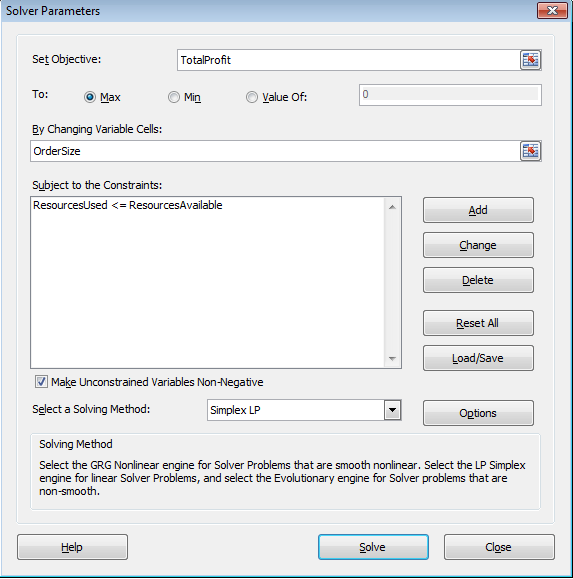 Solver Parameters
Set Objective:
TotalProfit
To:
Max
Min
Value Of:
0
By Changing Variable Cells:
OrderSize
Subject to the Constraints:
ResourcesUsed <= ResourcesAvailable
Add
Change
Delete
Reset All
Load/Save
Make Unconstrained Variables Non-Negative
Select a Solving Method:
Simplex LP
Options
Solving Method
Select the GRG Nonlinear engine for Solver Problems that are smooth nonlinear. Select the LP Simplex
engine for linear Solver Problems, and select the Evolutionary engine for Solver problems that are
non-smooth.
Help
Solve
Close